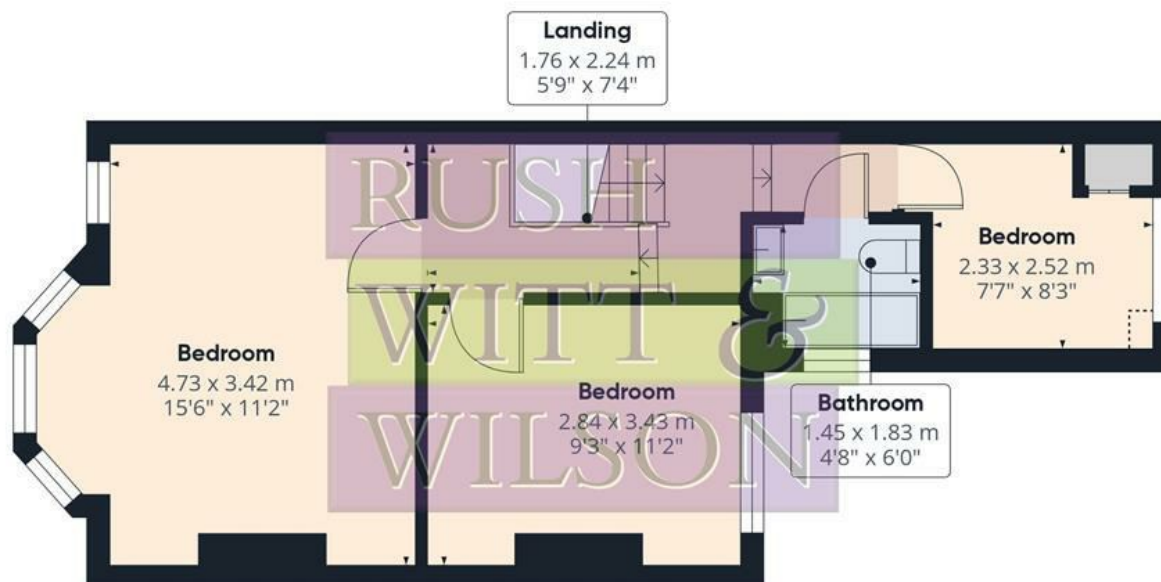 Landing
1.76 x 2.24 m
5'9" x 7'4"
RUSH
WITT &
WILSON
Bedroom
4.73 x 3.42 m
15'6" x 11'2"
Bedroom
2.84 x 3.43 m
9'3" x 11'2"
Bedroom
2.33 x 2.52 m
7'7" x 8'3"
Bathroom
1.45 x 1.83 m
4'8" x 6'0"